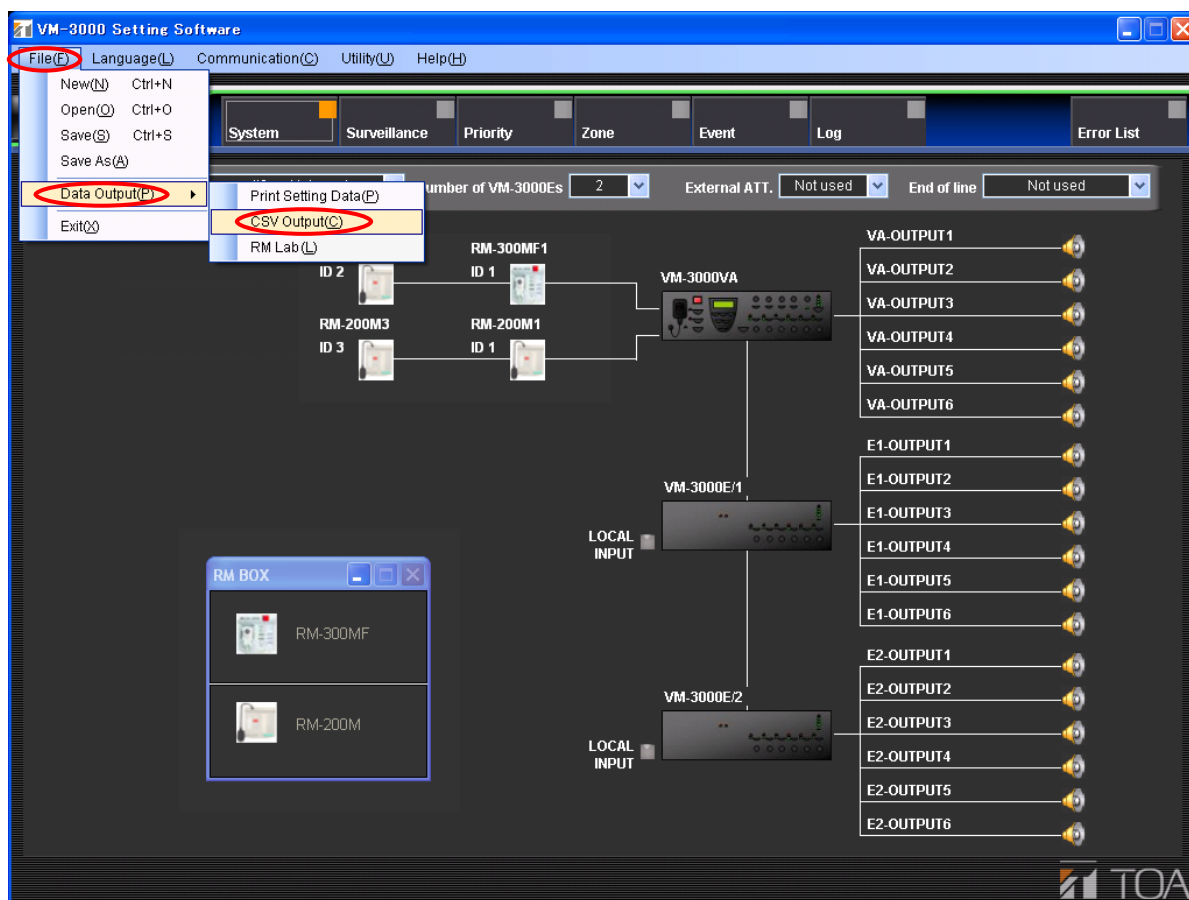 VM-3000 Setting Software
File(F) Language(L) Communication(C) Utility(U) Help(H)
New(N) Ctrl+N
Open(O) Ctrl+O
Save(S) Ctrl+S
Save As(A)
Data Output(P)
Exit(X)
Print Setting Data(P)
CSV Output(C)
RM Lab(L)
System Surveillance Priority Zone Event Log Error List
of VM-3000Es 2 External ATT. Not used End of line Not used
RM-300MF1
ID 2 ID 1
RM-200M3 RM-200M1
ID 3 ID 1
VM-3000VA
VA-OUTPUT1
VA-OUTPUT2
VA-OUTPUT3
VA-OUTPUT4
VA-OUTPUT5
VA-OUTPUT6
VM-3000E/1
LOCAL
INPUT
E1-OUTPUT1
E1-OUTPUT2
E1-OUTPUT3
E1-OUTPUT4
E1-OUTPUT5
E1-OUTPUT6
RM BOX
RM-300MF
RM-200M
VM-3000E/2
LOCAL
INPUT
E2-OUTPUT1
E2-OUTPUT2
E2-OUTPUT3
E2-OUTPUT4
E2-OUTPUT5
E2-OUTPUT6
TOA